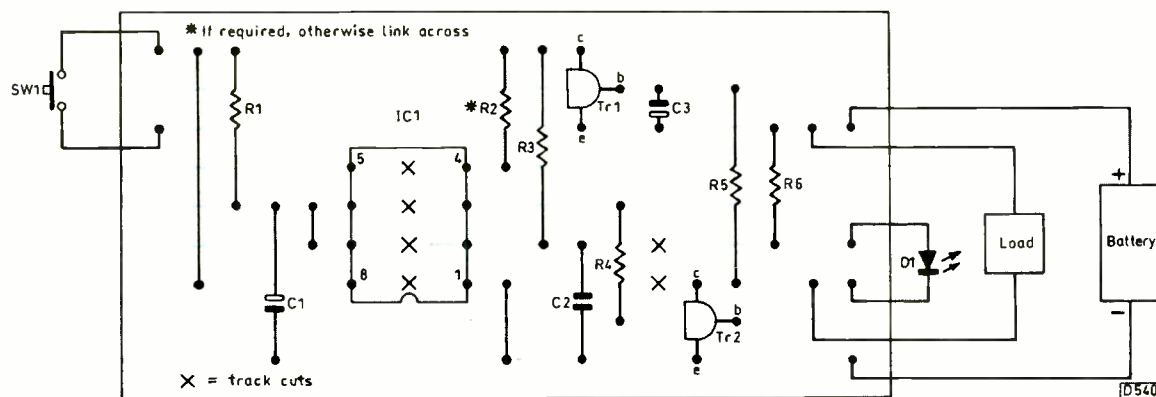 * If required, otherwise link across
SW1
R1
IC1
* R2
c
b
Tr1
e
C3
R3
5
4
R5
R6
+
8
1
R4
D1
Load
Battery
C1
C2
c
b
Tr2
e
−
X = track cuts
D540